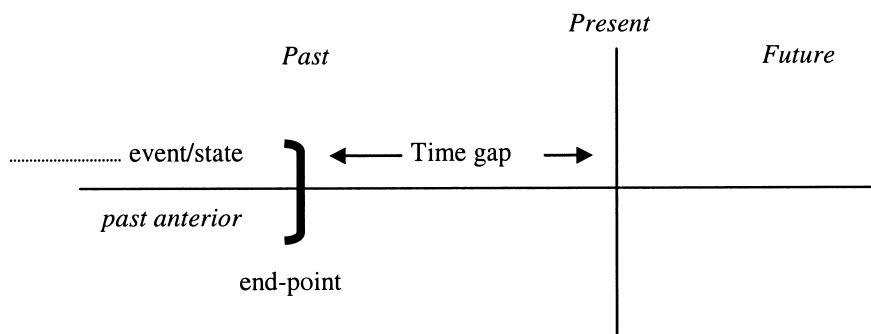 Present
Past
Future
event/state
Time gap
past anterior
end-point